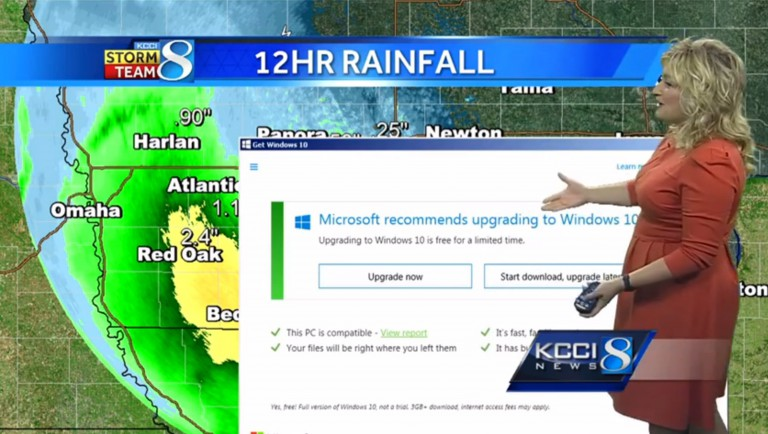 4"
KCCI
STORM
TEAM 8
12HR RAINFALL
Tama
.90"
Harlan
Panora
.25"
Newton
Get Windows 10
Learn
Atlantic
1.1
Omaha
2.4"
Red Oak
Microsoft recommends upgrading to Windows 10
Upgrading to Windows 10 is free for a limited time.
Upgrade now
Start download, upgrade later
ton
This PC is compatible - View report
It's fast,
Your files will be right where you left them
It has
KCCI 8
NEWS
Yes, free! Full version of Windows 10, not a trial. 3GB+ download; internet access fees may apply.